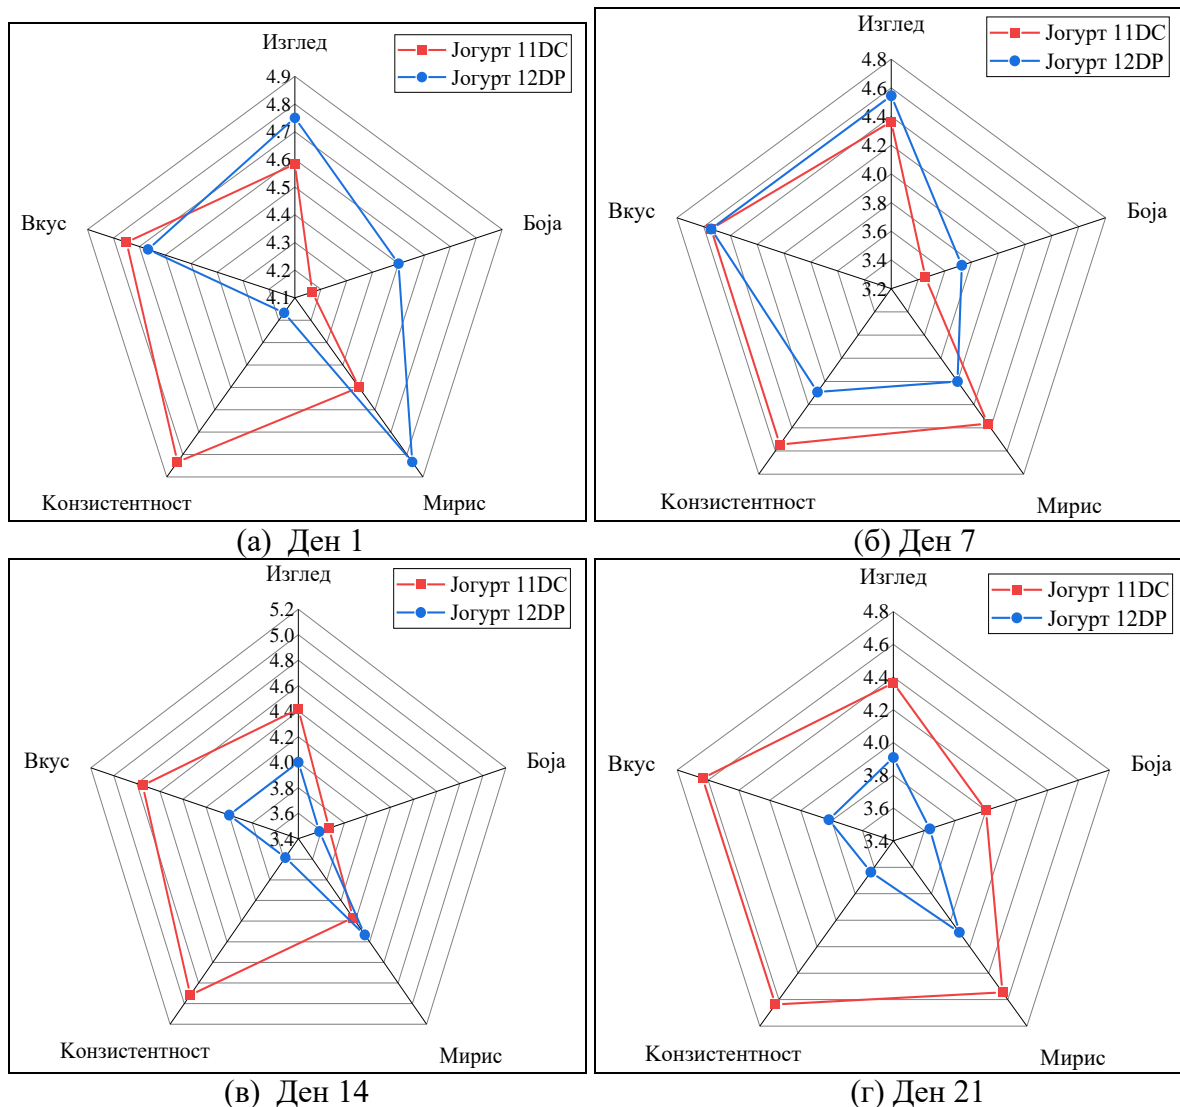 Изглед
Јогурт 11DC
Јогурт 12DP
4.9
4.8
4.7
4.6
4.5
4.4
4.3
4.2
4.1
Вкус
Боја
Конзистентност
Мирис
(а) Ден 1
Изглед
Јогурт 11DC
Јогурт 12DP
4.8
4.6
4.4
4.2
4.0
3.8
3.6
3.4
3.2
Вкус
Боја
Конзистентност
Мирис
(б) Ден 7
Изглед
Јогурт 11DC
Јогурт 12DP
5.2
5.0
4.8
4.6
4.4
4.2
4.0
3.8
3.6
3.4
Вкус
Боја
Конзистентност
Мирис
(в) Ден 14
Изглед
Јогурт 11DC
Јогурт 12DP
4.8
4.6
4.4
4.2
4.0
3.8
3.6
3.4
Вкус
Боја
Конзистентност
Мирис
(г) Ден 21